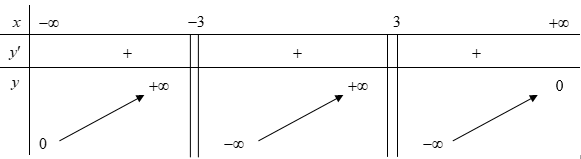 x −∞ −3 3 +∞
y′ + + +
y +∞ +∞ 0
0 −∞ −∞